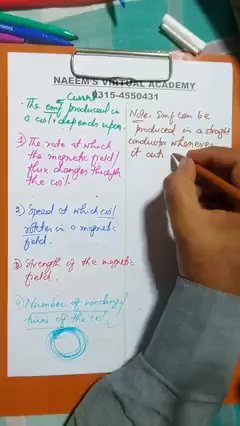 NAEEM'S VIRTUAL ACADEMY
0315-4550431
Current
- The emf produced in
a coil depends upon.
1) The rate at which
the magnetic field/
flux changes through
the coil.
2) Speed at which coil
rotates in a magnetic
field.
3) Strength of the magnetic
field.
4) Number of windings/
turns of the coil.
Note: Emf can be
produced in a straight
conductor whenever
it cuts